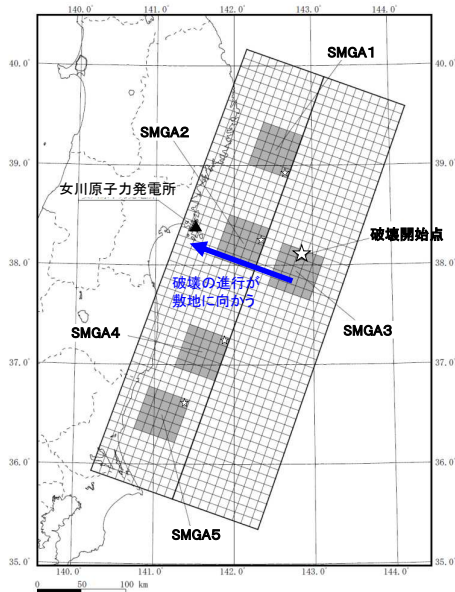 140.0゜ 141.0゜ 142.0゜ 143.0゜ 144.0゜
40.0゜ 40.0゜
SMGA1
SMGA2
39.0゜ 39.0゜
女川原子力発電所
破壊開始点
38.0゜ 38.0゜
破壊の進行が
敷地に向かう
SMGA3
SMGA4
37.0゜ 37.0゜
36.0゜ 36.0゜
SMGA5
35.0゜ 35.0゜
140.0゜ 141.0゜ 142.0゜ 143.0゜ 144.0゜
0 50 100 km